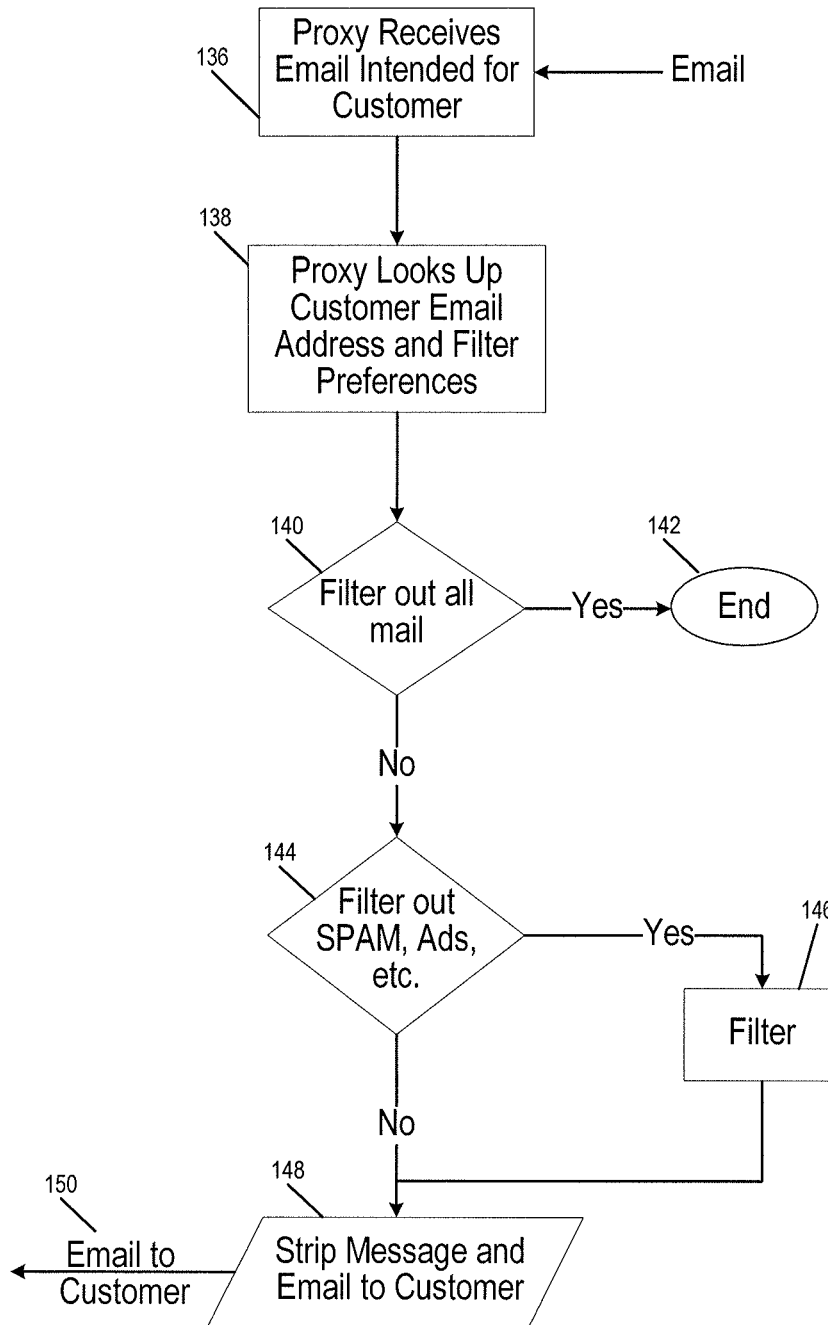 Proxy Receives
Email Intended for
Customer
136
Email
138
Proxy Looks Up
Customer Email
Address and Filter
Preferences
140
Filter out all
mail
Yes
142
End
No
144
Filter out
SPAM, Ads,
etc.
Yes
146
Filter
No
148
Strip Message and
Email to Customer
150
Email to
Customer